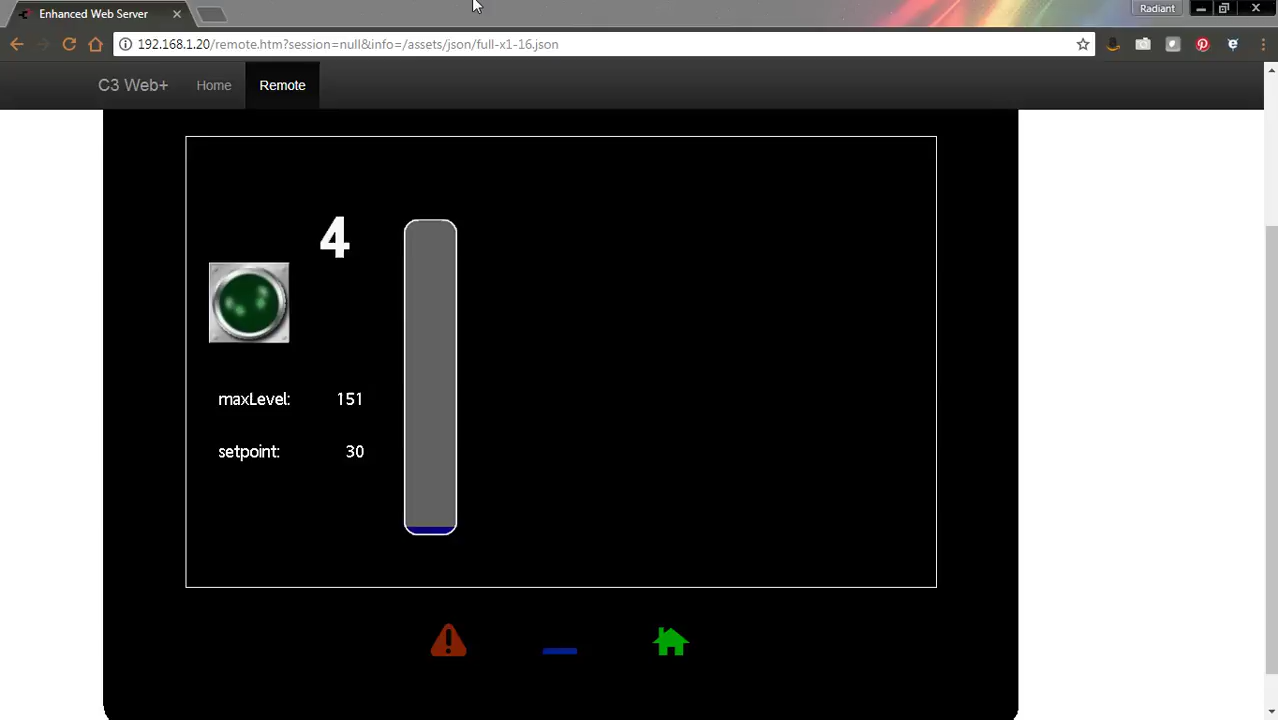 Enhanced Web Server
Radiant
192.168.1.20/remote.htm?session=null&info=/assets/json/full-x1-16.json
C3 Web+ Home Remote
4
maxLevel: 151
setpoint: 30